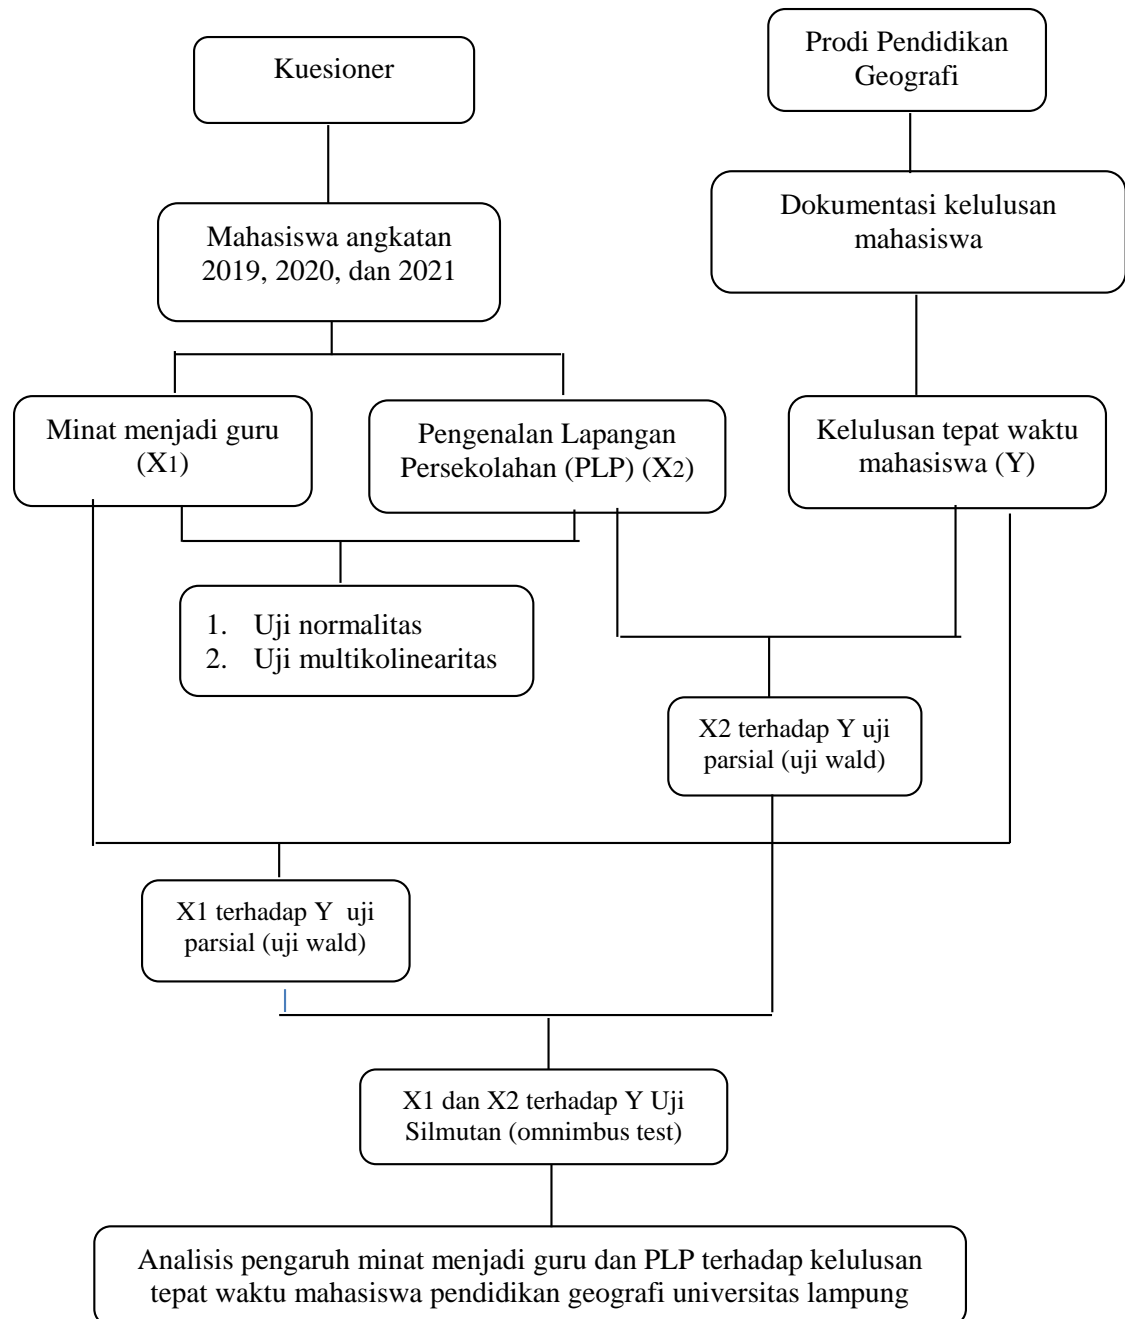 Kuesioner
Prodi Pendidikan
Geografi
Mahasiswa angkatan
2019, 2020, dan 2021
Dokumentasi kelulusan
mahasiswa
Minat menjadi guru
(X1)
Pengenalan Lapangan
Persekolahan (PLP) (X2)
Kelulusan tepat waktu
mahasiswa (Y)
1. Uji normalitas
2. Uji multikolinearitas
X2 terhadap Y uji
parsial (uji wald)
X1 terhadap Y uji
parsial (uji wald)
X1 dan X2 terhadap Y Uji
Silmutan (omnimbus test)
Analisis pengaruh minat menjadi guru dan PLP terhadap kelulusan
tepat waktu mahasiswa pendidikan geografi universitas lampung